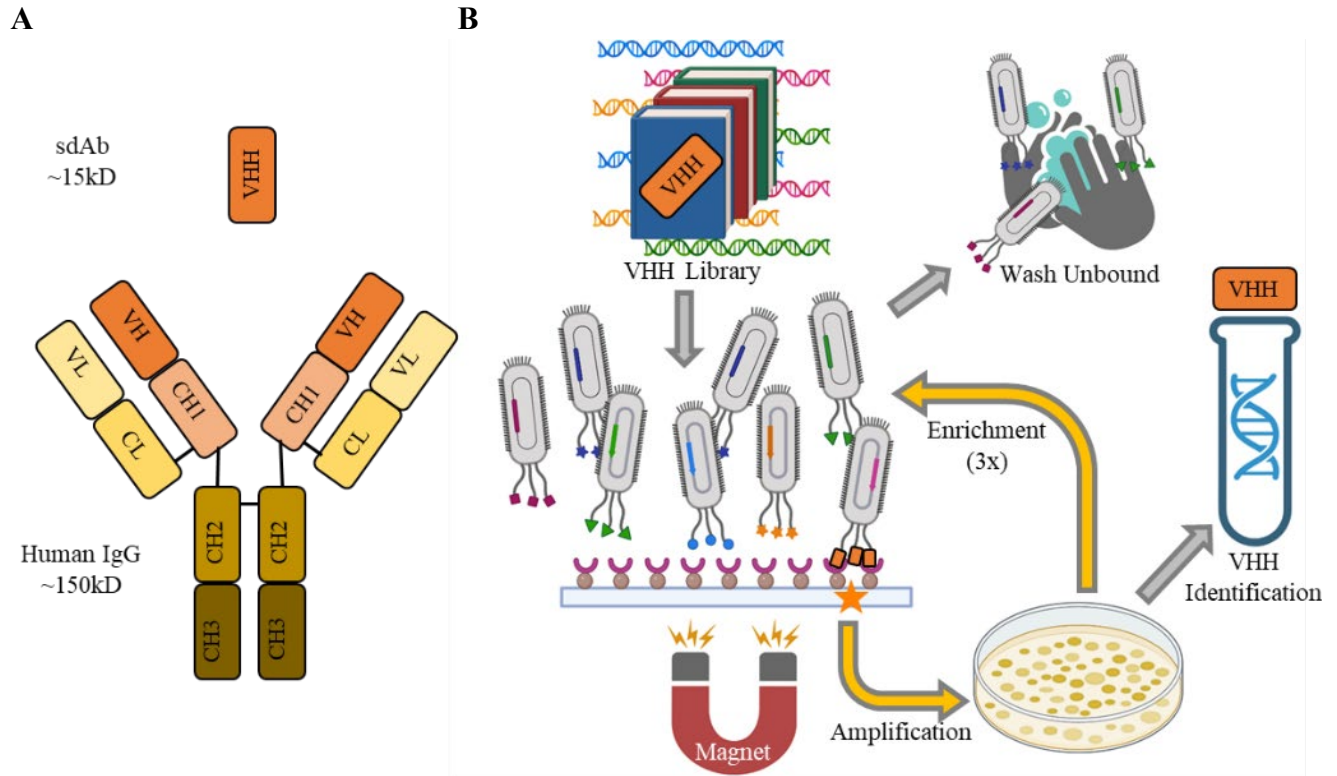 A
B
sdAb
~15kD
VHH
VH
VL
CH1
CL
VH
VL
CH1
CL
Human IgG
~150kD
CH2
CH2
CH3
CH3
VHH
VHH Library
Wash Unbound
VHH
Enrichment
(3x)
VHH
Identification
Magnet
Amplification